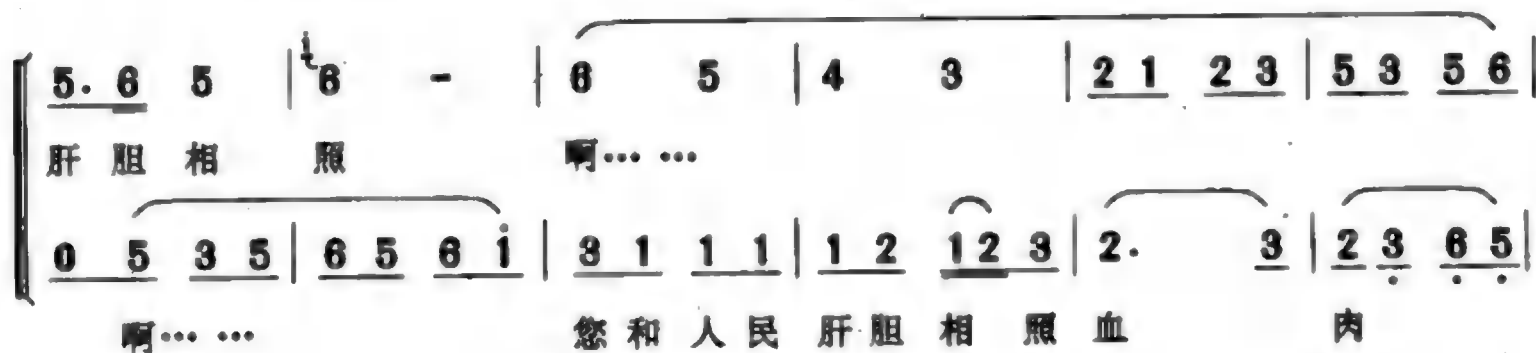 5. 6 5 | i 6 - | 6 5 | 4 3 | 2 1 2 3 | 5 3 5 6 |
肝 胆 相 照 啊…… 
0 5 3 5 | 6 5 6 i | 3 1 1 1 | 1 2 1 2 3 | 2. 3 | 2 3 6 5 |
啊…… 您 和 人 民 肝 胆 相 照 血 肉